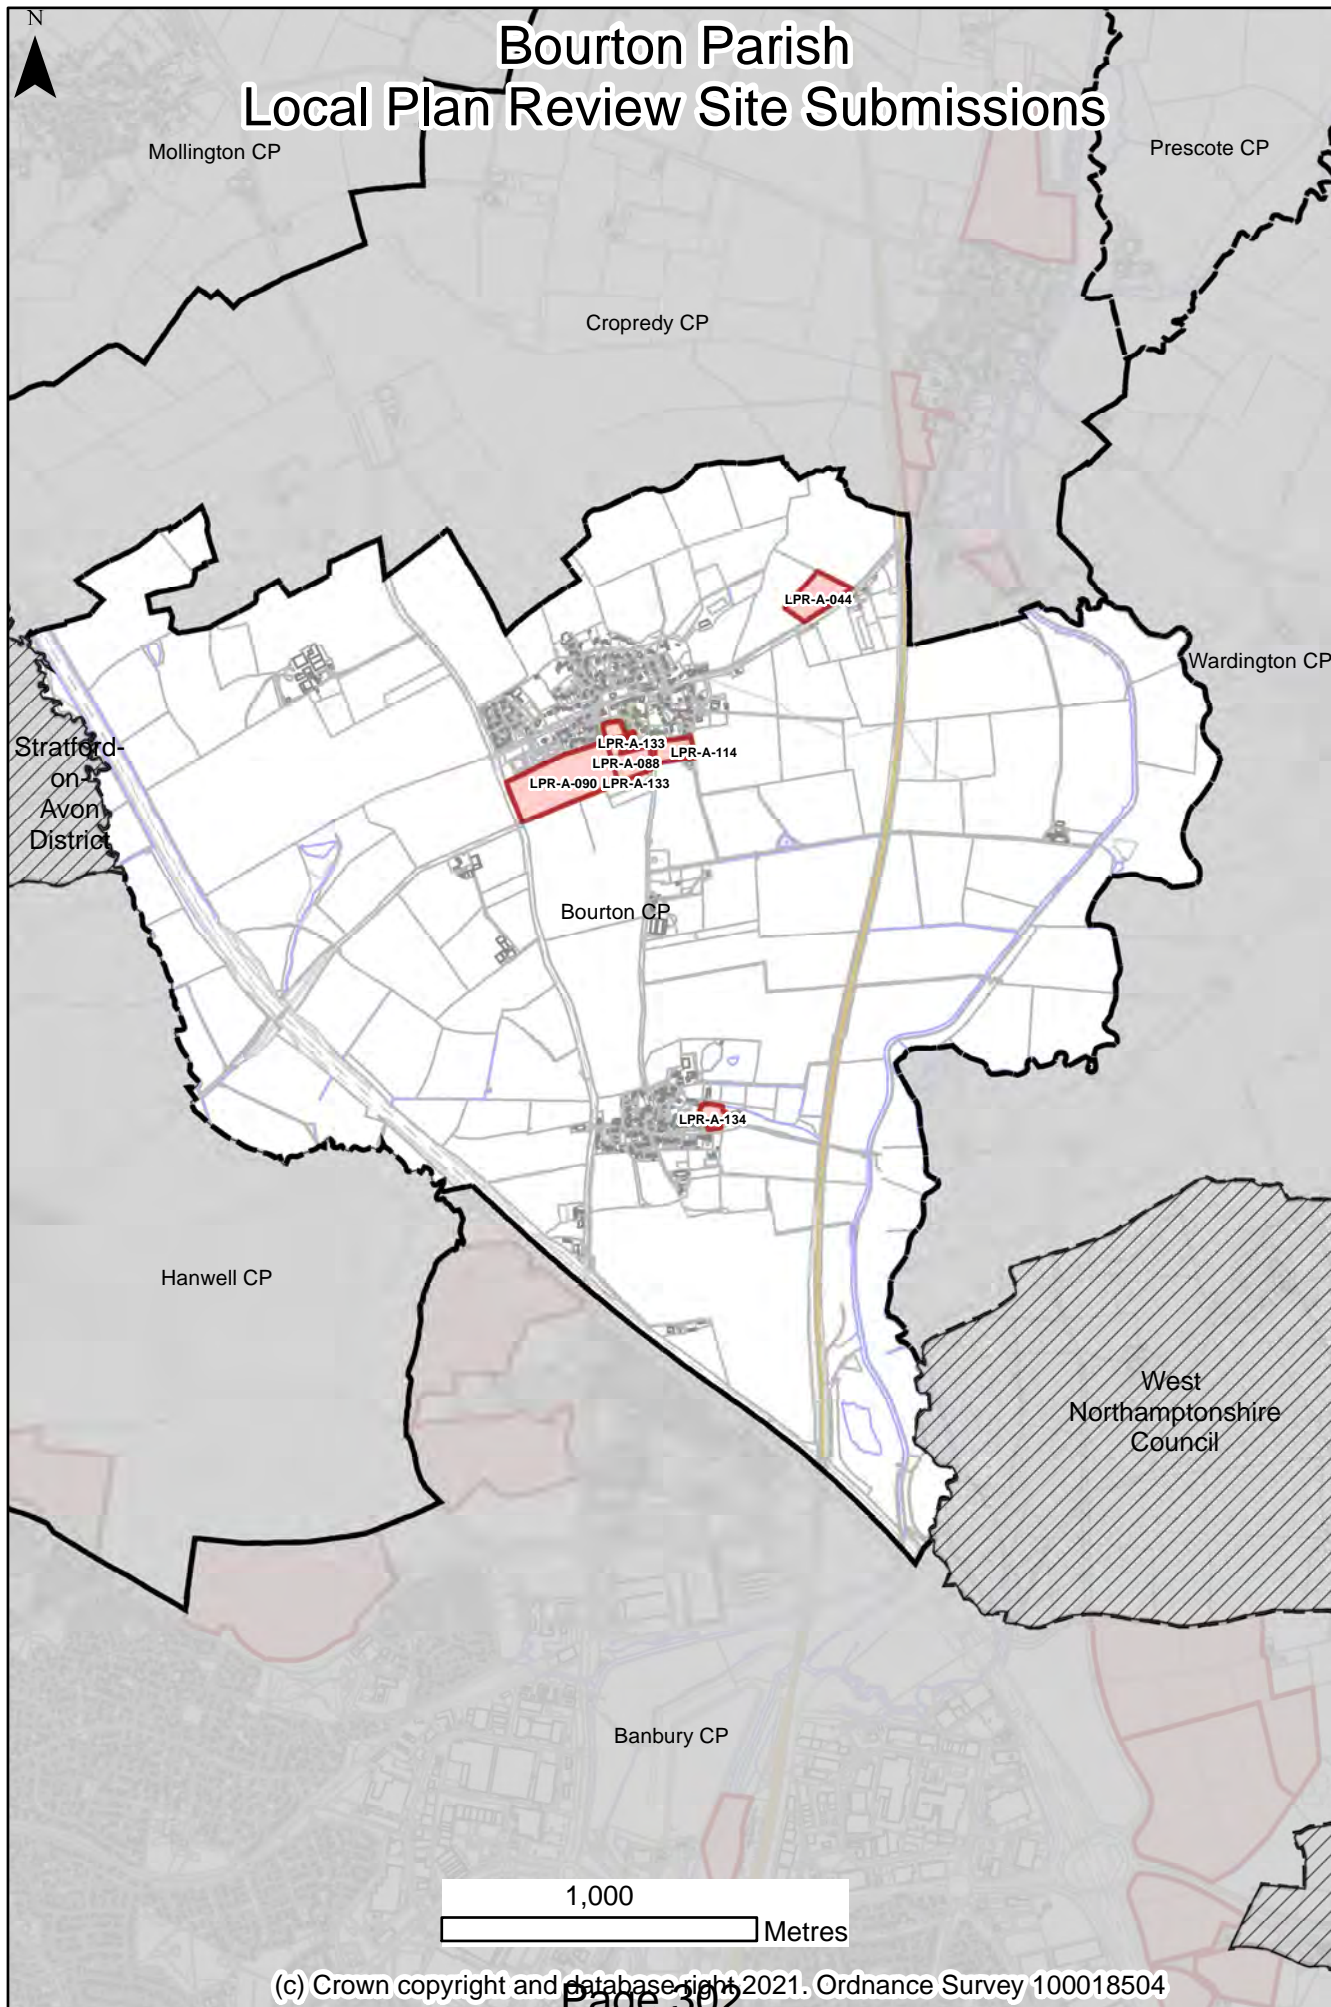 N
Bourton Parish
Local Plan Review Site Submissions
Mollington CP
Prescote CP
Cropredy CP
LPR-A-044
Wardington CP
Stratford-
on-
Avon
District
LPR-A-133
LPR-A-114
LPR-A-088
LPR-A-090
LPR-A-133
Bourton CP
LPR-A-134
Hanwell CP
West
Northamptonshire
Council
Banbury CP
1,000
Metres
(c) Crown copyright and database right 2021. Ordnance Survey 100018504
Page 302